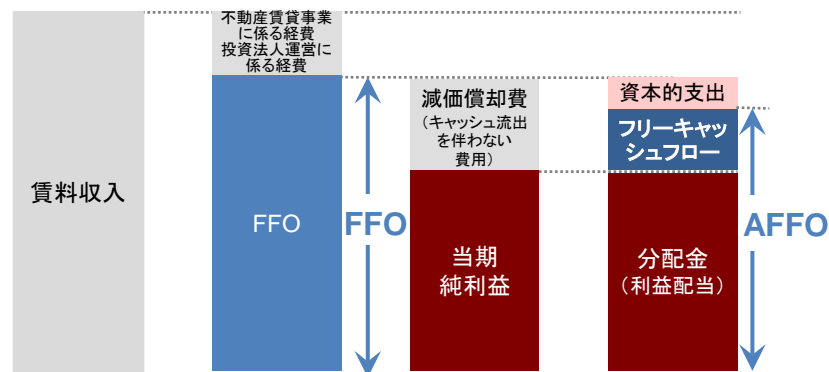 賃料収入
不動産賃貸事業
に係る経費
投資法人運営に
係る経費
FFO
FFO
減価償却費
（キャッシュ流出
を伴わない
費用）
当期
純利益
資本的支出
フリーキャッ
シュフロー
分配金
（利益配当）
AFFO